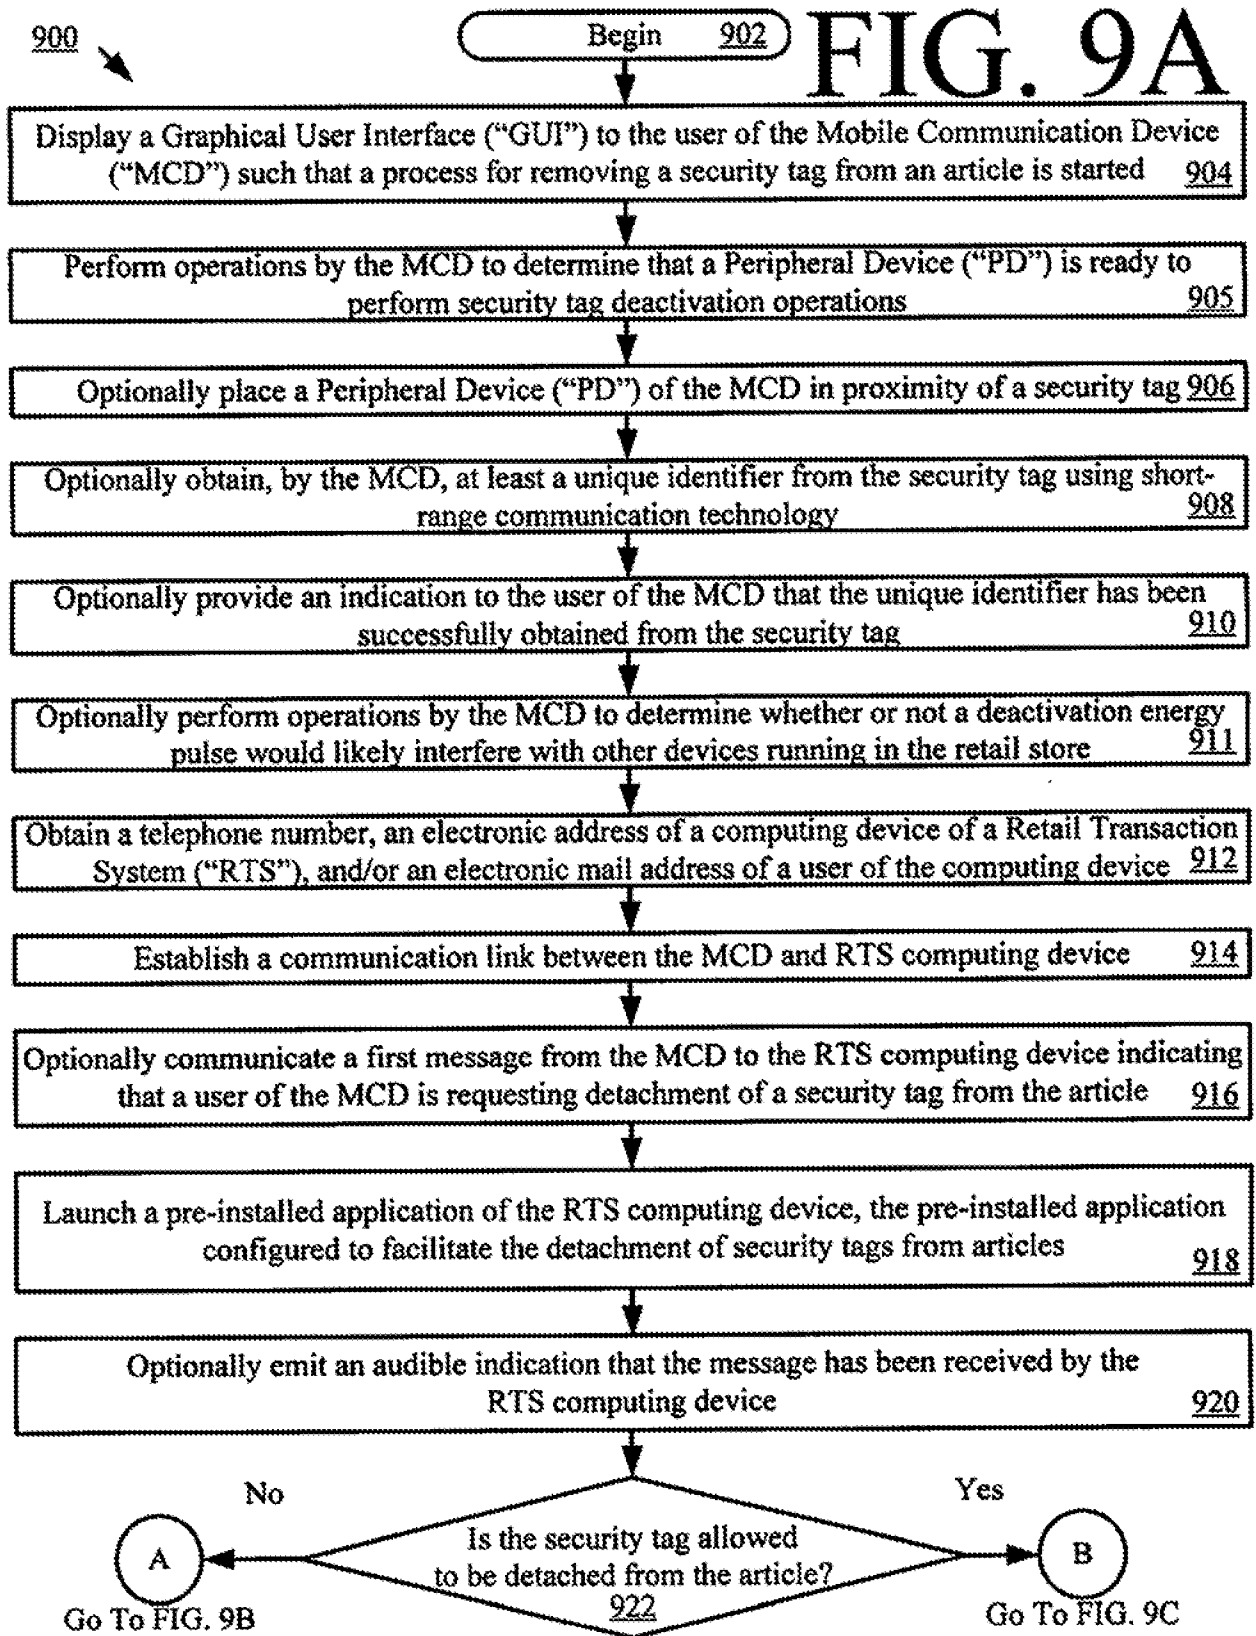 900
Begin 902
FIG. 9A
Display a Graphical User Interface (“GUI”) to the user of the Mobile Communication Device
(“MCD”) such that a process for removing a security tag from an article is started 904
Perform operations by the MCD to determine that a Peripheral Device (“PD”) is ready to
perform security tag deactivation operations 905
Optionally place a Peripheral Device (“PD”) of the MCD in proximity of a security tag 906
Optionally obtain, by the MCD, at least a unique identifier from the security tag using short-
range communication technology 908
Optionally provide an indication to the user of the MCD that the unique identifier has been
successfully obtained from the security tag 910
Optionally perform operations by the MCD to determine whether or not a deactivation energy
pulse would likely interfere with other devices running in the retail store 911
Obtain a telephone number, an electronic address of a computing device of a Retail Transaction
System (“RTS”), and/or an electronic mail address of a user of the computing device 912
Establish a communication link between the MCD and RTS computing device 914
Optionally communicate a first message from the MCD to the RTS computing device indicating
that a user of the MCD is requesting detachment of a security tag from the article 916
Launch a pre-installed application of the RTS computing device, the pre-installed application
configured to facilitate the detachment of security tags from articles 918
Optionally emit an audible indication that the message has been received by the
RTS computing device 920
No
Yes
A
Is the security tag allowed
to be detached from the article?
922
B
Go To FIG. 9B
Go To FIG. 9C